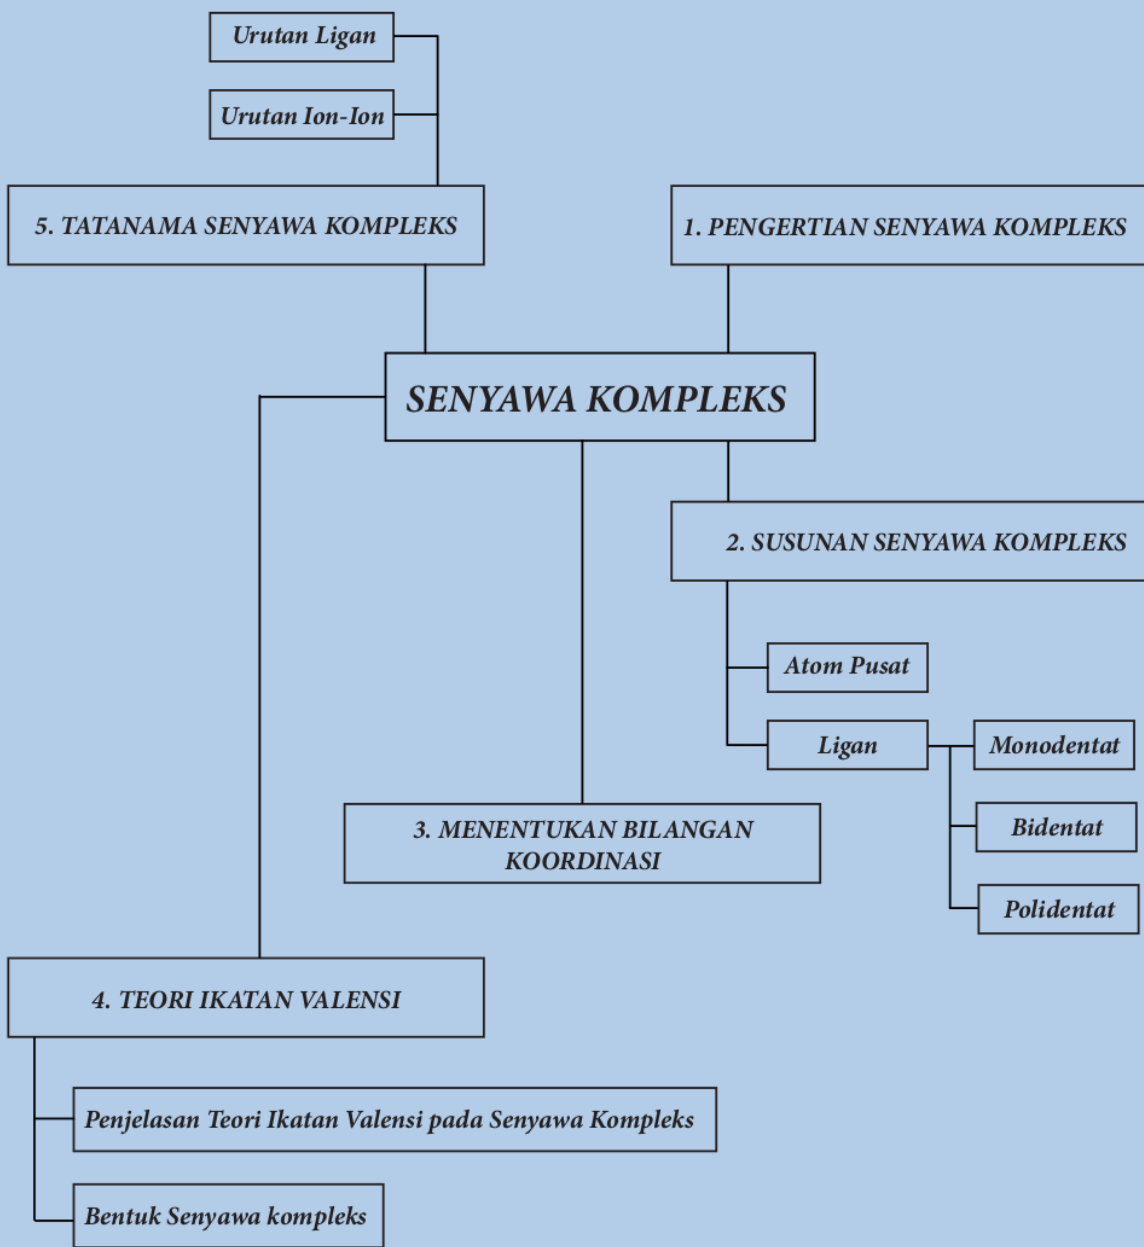 Urutan Ligan
Urutan Ion-Ion
5. TATANAMA SENYAWA KOMPLEKS
1. PENGERTIAN SENYAWA KOMPLEKS
SENYAWA KOMPLEKS
2. SUSUNAN SENYAWA KOMPLEKS
Atom Pusat
Ligan
Monodentat
Bidentat
Polidentat
3. MENENTUKAN BILANGAN
KOORDINASI
4. TEORI IKATAN VALENSI
Penjelasan Teori Ikatan Valensi pada Senyawa Kompleks
Bentuk Senyawa kompleks